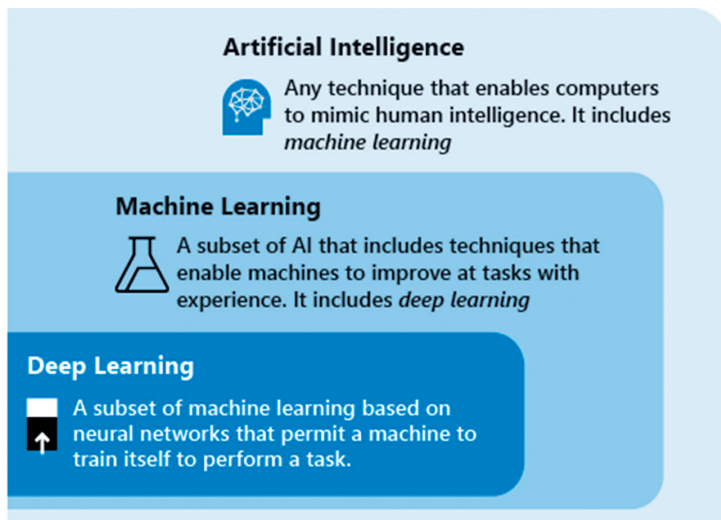 Artificial Intelligence
Any technique that enables computers
to mimic human intelligence. It includes
machine learning
Machine Learning
A subset of AI that includes techniques that
enable machines to improve at tasks with
experience. It includes deep learning
Deep Learning
A subset of machine learning based on
neural networks that permit a machine to
train itself to perform a task.